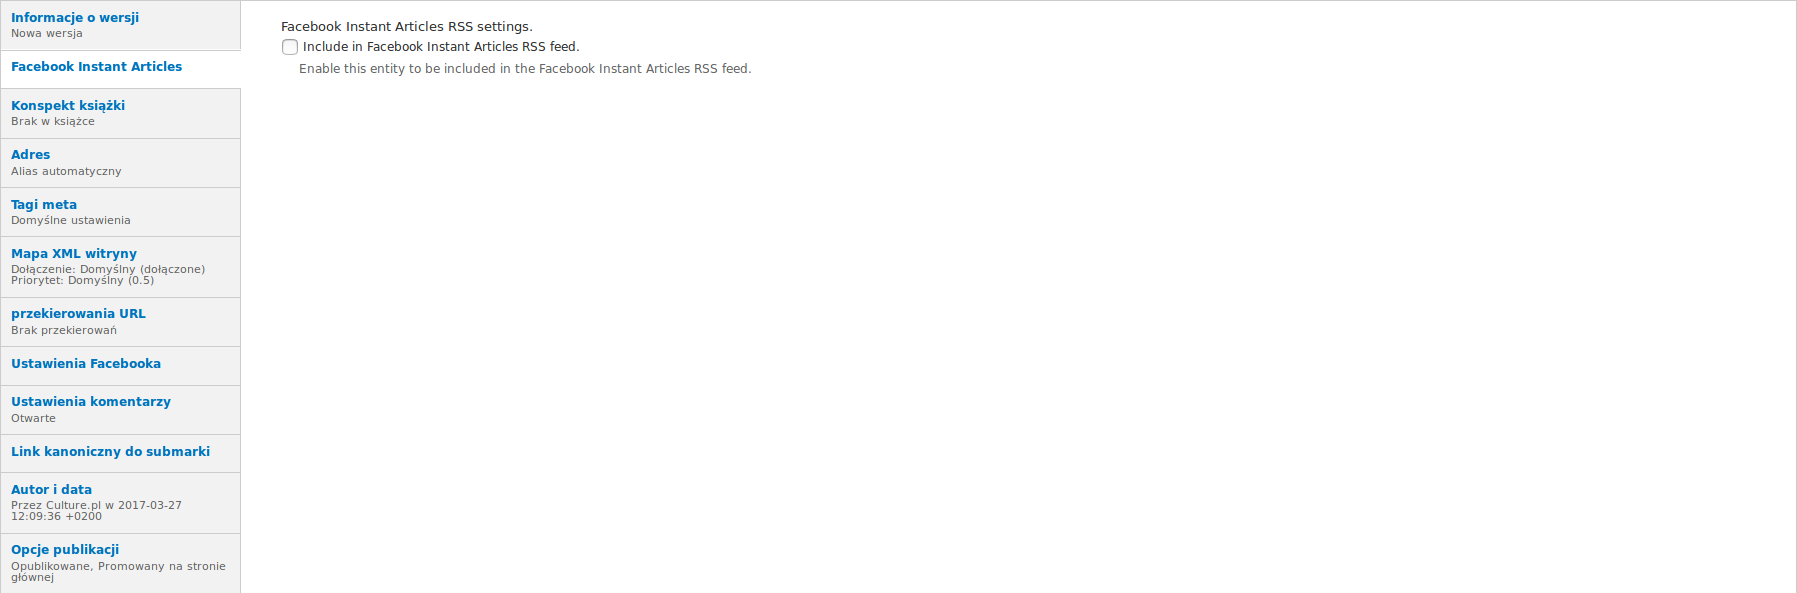 Informacje o wersji
Nowa wersja
Facebook Instant Articles
Konspekt książki
Brak w książce
Adres
Alias automatyczny
Tagi meta
Domyślne ustawienia
Mapa XML witryny
Dołączenie: Domyślny (dołączone)
Priorytet: Domyślny (0.5)
przekierowania URL
Brak przekierowań
Ustawienia Facebooka
Ustawienia komentarzy
Otwarte
Link kanoniczny do submarki
Autor i data
Przez Culture.pl w 2017-03-27
12:09:36 +0200
Opcje publikacji
Opublikowane, Promowany na stronie
głównej
Facebook Instant Articles RSS settings.
Include in Facebook Instant Articles RSS feed.
Enable this entity to be included in the Facebook Instant Articles RSS feed.